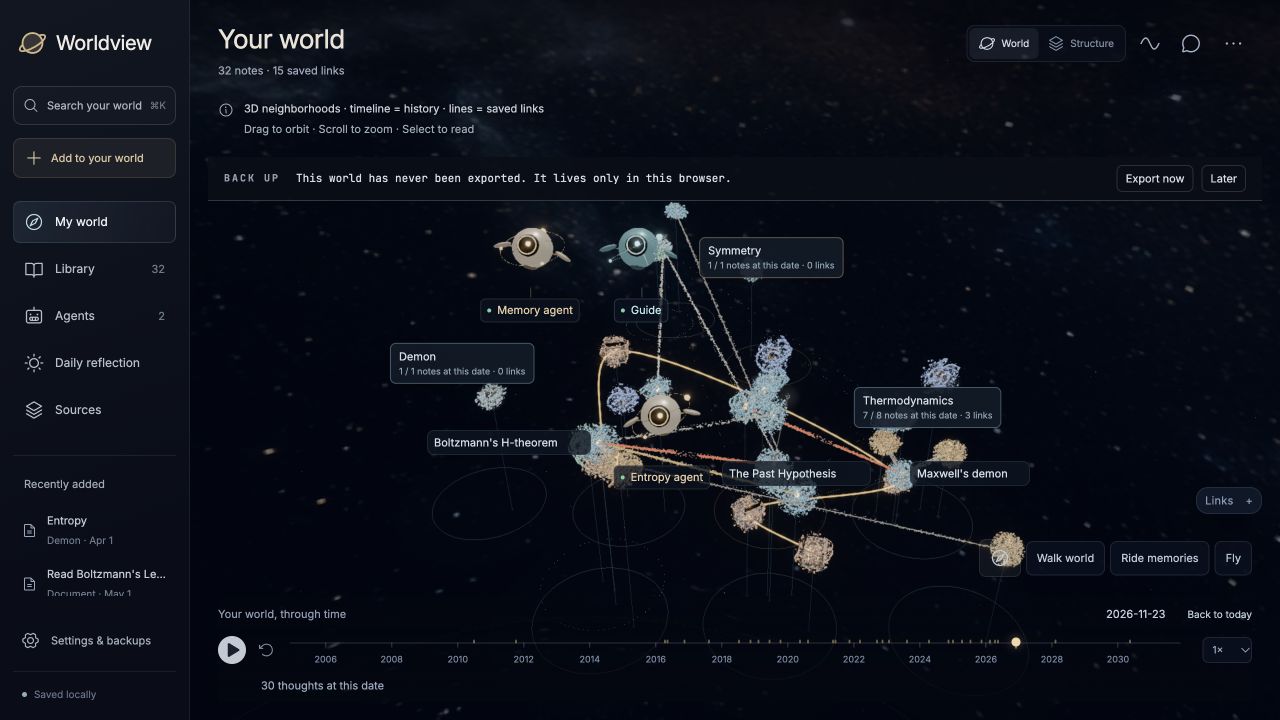 Worldview
Search your world ⌘K
Add to your world
My world
Library 32
Agents 2
Daily reflection
Sources
Recently added
Entropy
Demon · Apr 1
Read Boltzmann's Le...
Document · May 1
Settings & backups
Saved locally
Your world
32 notes · 15 saved links
World
Structure
3D neighborhoods · timeline = history · lines = saved links
Drag to orbit · Scroll to zoom · Select to read
BACK UP This world has never been exported. It lives only in this browser.
Export now
Later
Symmetry
1 / 1 notes at this date · 0 links
Memory agent
Guide
Demon
1 / 1 notes at this date · 0 links
Thermodynamics
7 / 8 notes at this date · 3 links
Boltzmann's H-theorem
Entropy agent
The Past Hypothesis
Maxwell's demon
Links +
Walk world
Ride memories
Fly
Your world, through time
2026-11-23
Back to today
2006 2008 2010 2012 2014 2016 2018 2020 2022 2024 2026 2028 2030
1×
30 thoughts at this date